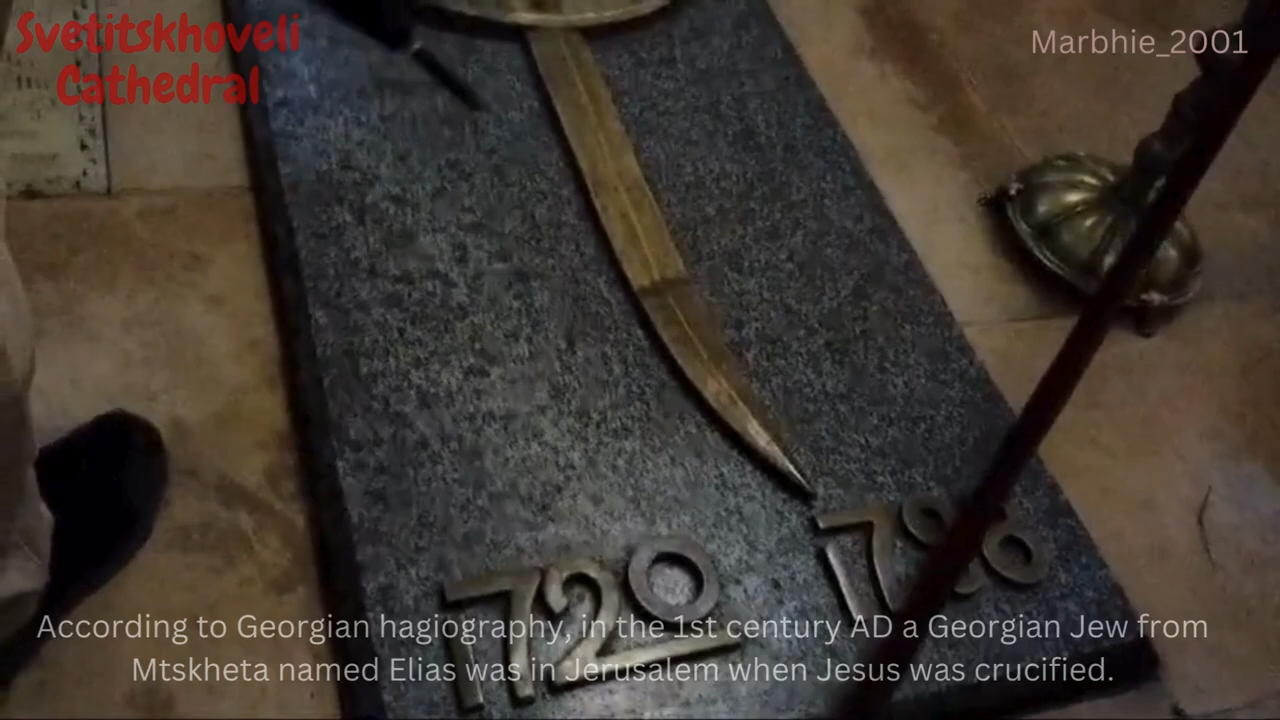 Svetitskhoveli
Cathedral
Marbhie_2001
1720 1798
According to Georgian hagiography, in the 1st century AD a Georgian Jew from
Mtskheta named Elias was in Jerusalem when Jesus was crucified.